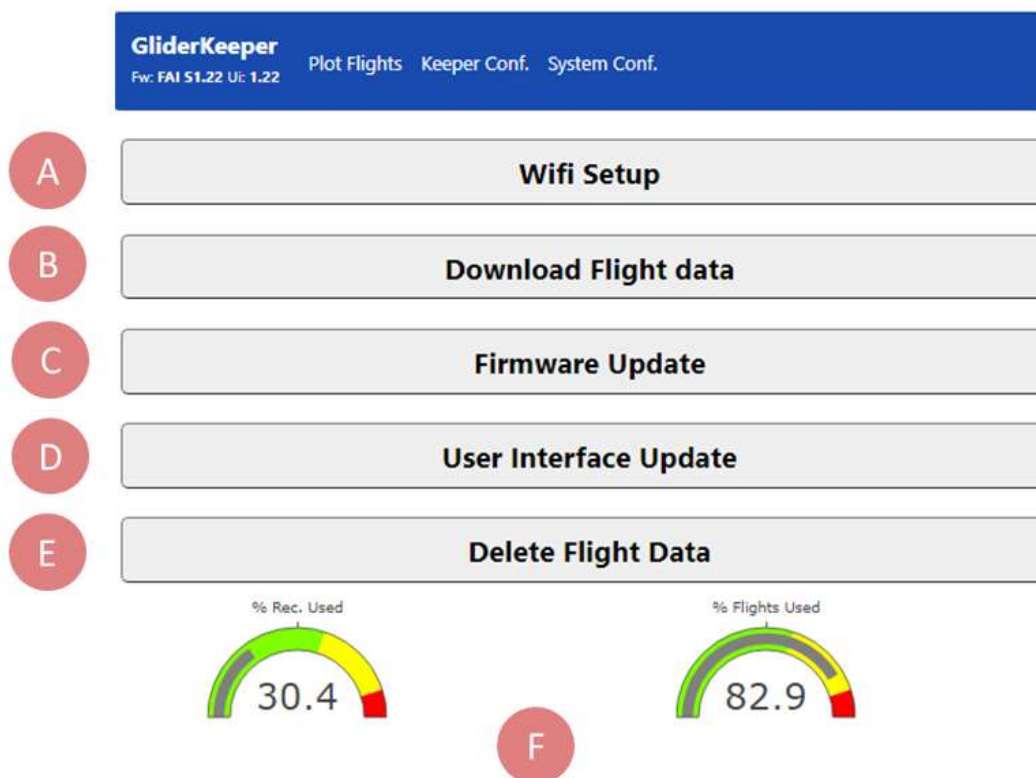 GliderKeeper
Fw: FAI S1.22 Ui: 1.22
Plot Flights Keeper Conf. System Conf.
A
Wifi Setup
B
Download Flight data
C
Firmware Update
D
User Interface Update
E
Delete Flight Data
% Rec. Used
% Flights Used
30.4
82.9
F